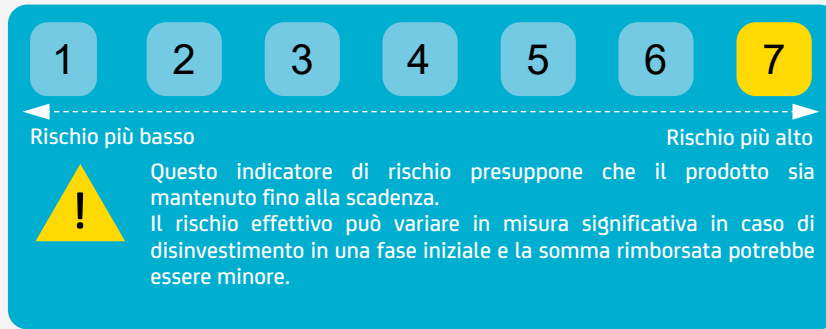 1 2 3 4 5 6 7
Rischio più basso Rischio più alto
!
Questo indicatore di rischio presuppone che il prodotto sia
mantenuto fino alla scadenza.
Il rischio effettivo può variare in misura significativa in caso di
disinvestimento in una fase iniziale e la somma rimborsata potrebbe
essere minore.